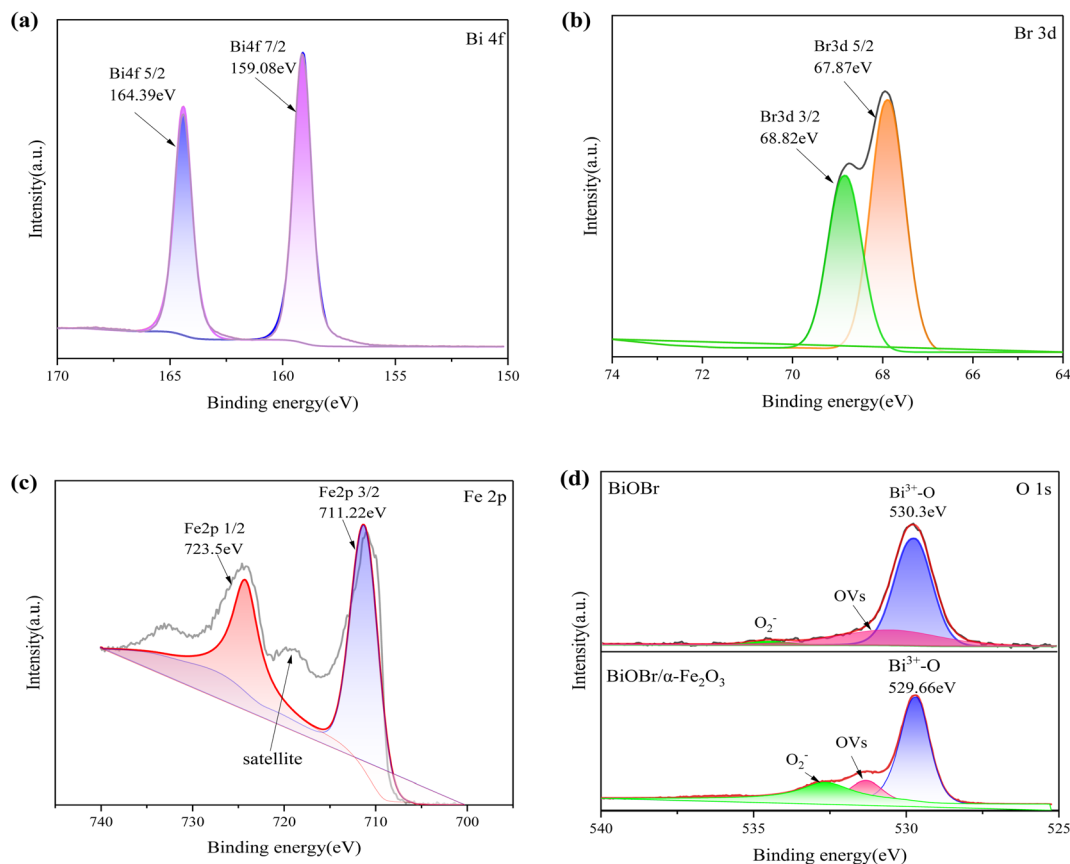 (a)
Bi 4f
Bi4f 7/2
159.08eV
Bi4f 5/2
164.39eV
Intensity(a.u.)
170 165 160 155 150
Binding energy(eV)
(b)
Br 3d
Br3d 5/2
67.87eV
Br3d 3/2
68.82eV
Intensity(a.u.)
74 72 70 68 66 64
Binding energy(eV)
(c)
Fe 2p
Fe2p 3/2
711.22eV
Fe2p 1/2
723.5eV
satellite
Intensity(a.u.)
740 730 720 710 700
Binding energy(eV)
(d)
BiOBr
O 1s
Bi³⁺-O
530.3eV
OVs
O₂⁻
BiOBr/α-Fe₂O₃
Bi³⁺-O
529.66eV
OVs
O₂⁻
Intensity(a.u.)
540 535 530 525
Binding energy(eV)